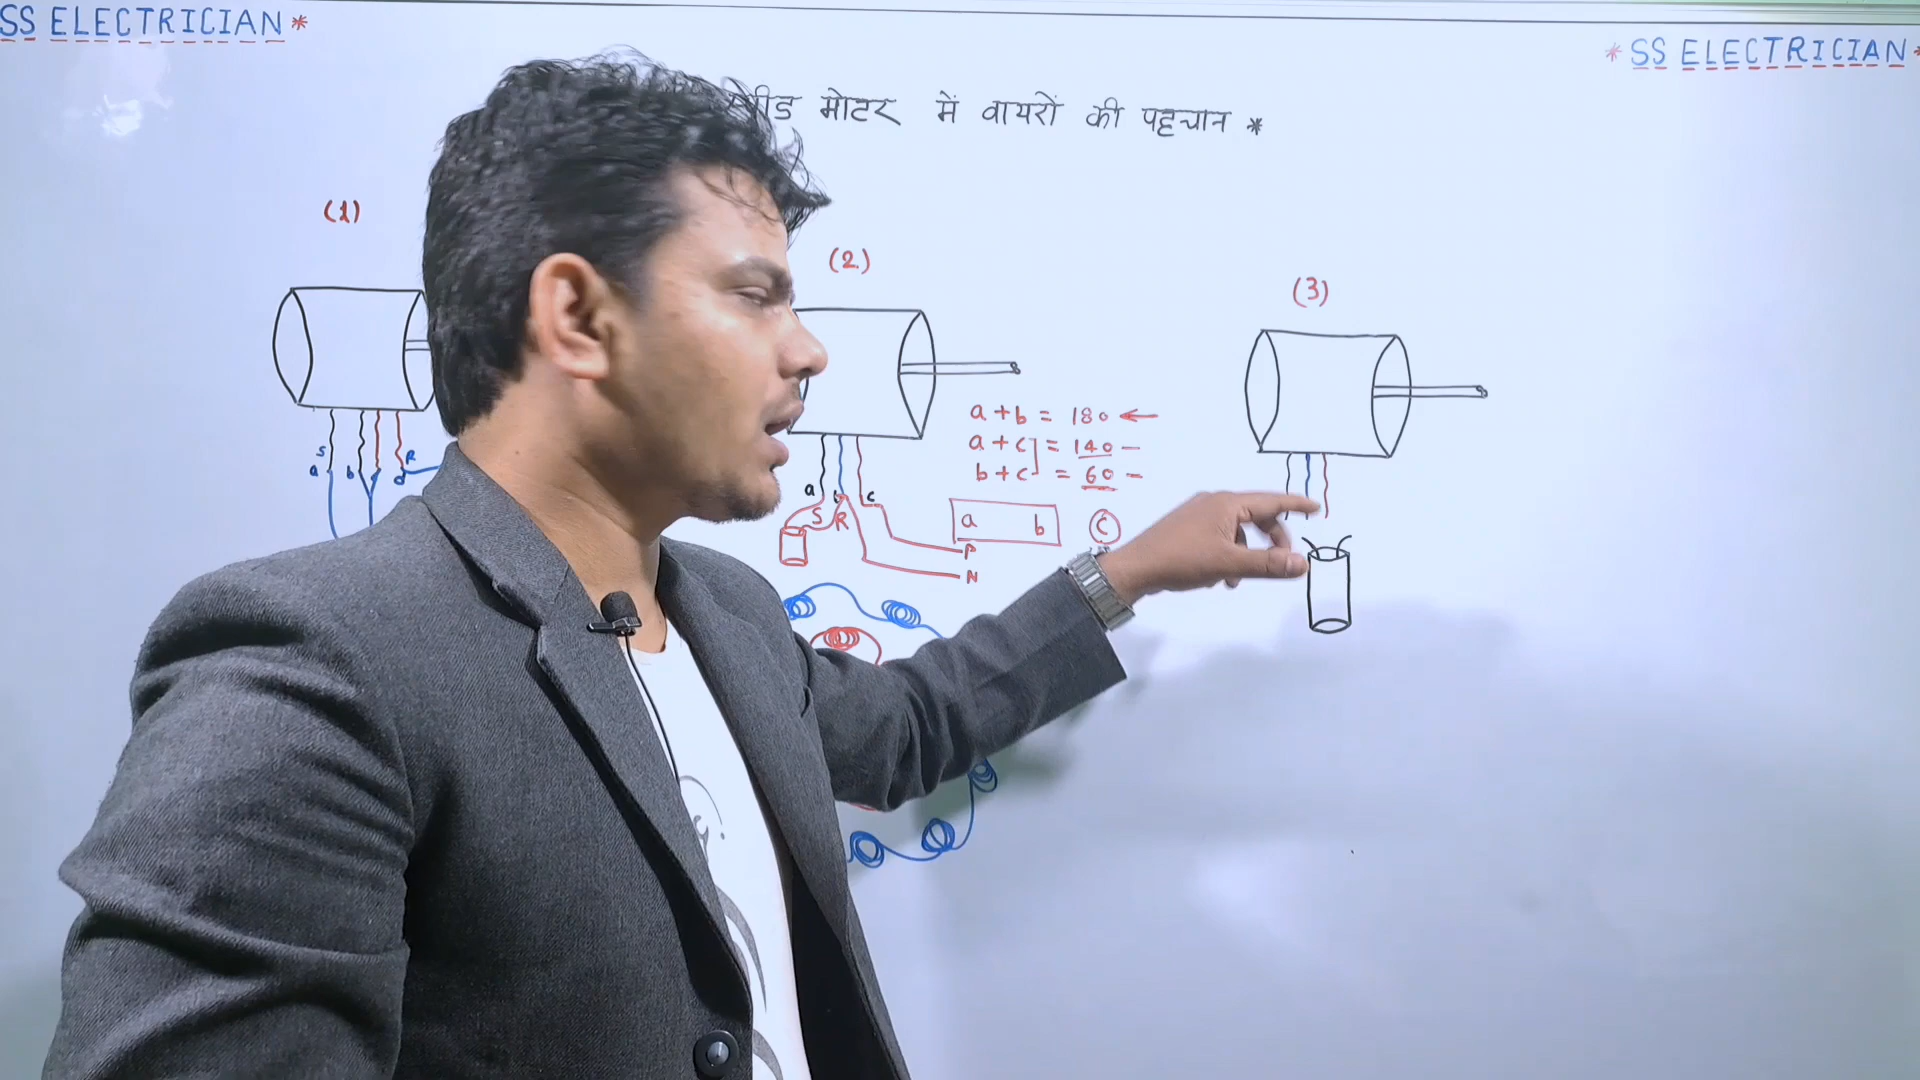 SS ELECTRICIAN *
* SS ELECTRICIAN *
मोटर में वायरों की पहचान *
(1)
(2)
(3)
S
a
b
R
d
a + b = 180 ←
a + c ] = 140 -
b + c ] = 60 -
a
c
S
R
a b
C
P
N